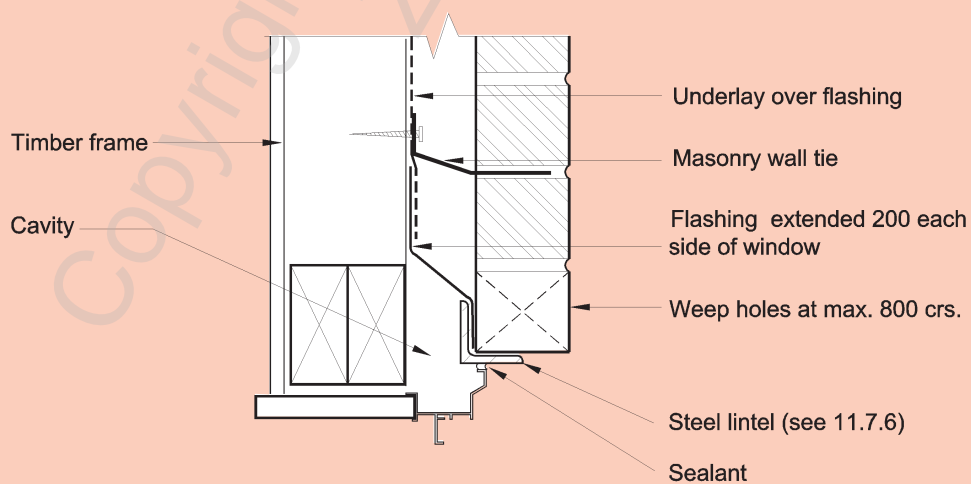 Underlay over flashing
Timber frame
Masonry wall tie
Cavity
Flashing extended 200 each
side of window
Weep holes at max. 800 crs.
Steel lintel (see 11.7.6)
Sealant
Copyrigh